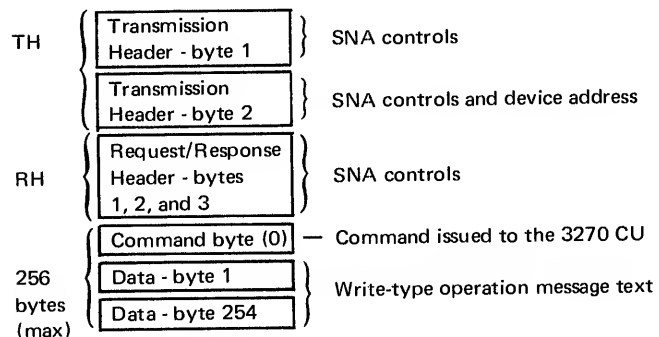 TH
Transmission
Header - byte 1
SNA controls
Transmission
Header - byte 2
SNA controls and device address
RH
Request/Response
Header - bytes
1, 2, and 3
SNA controls
Command byte (0) — Command issued to the 3270 CU
256
bytes
(max)
Data - byte 1
Data - byte 254
Write-type operation message text